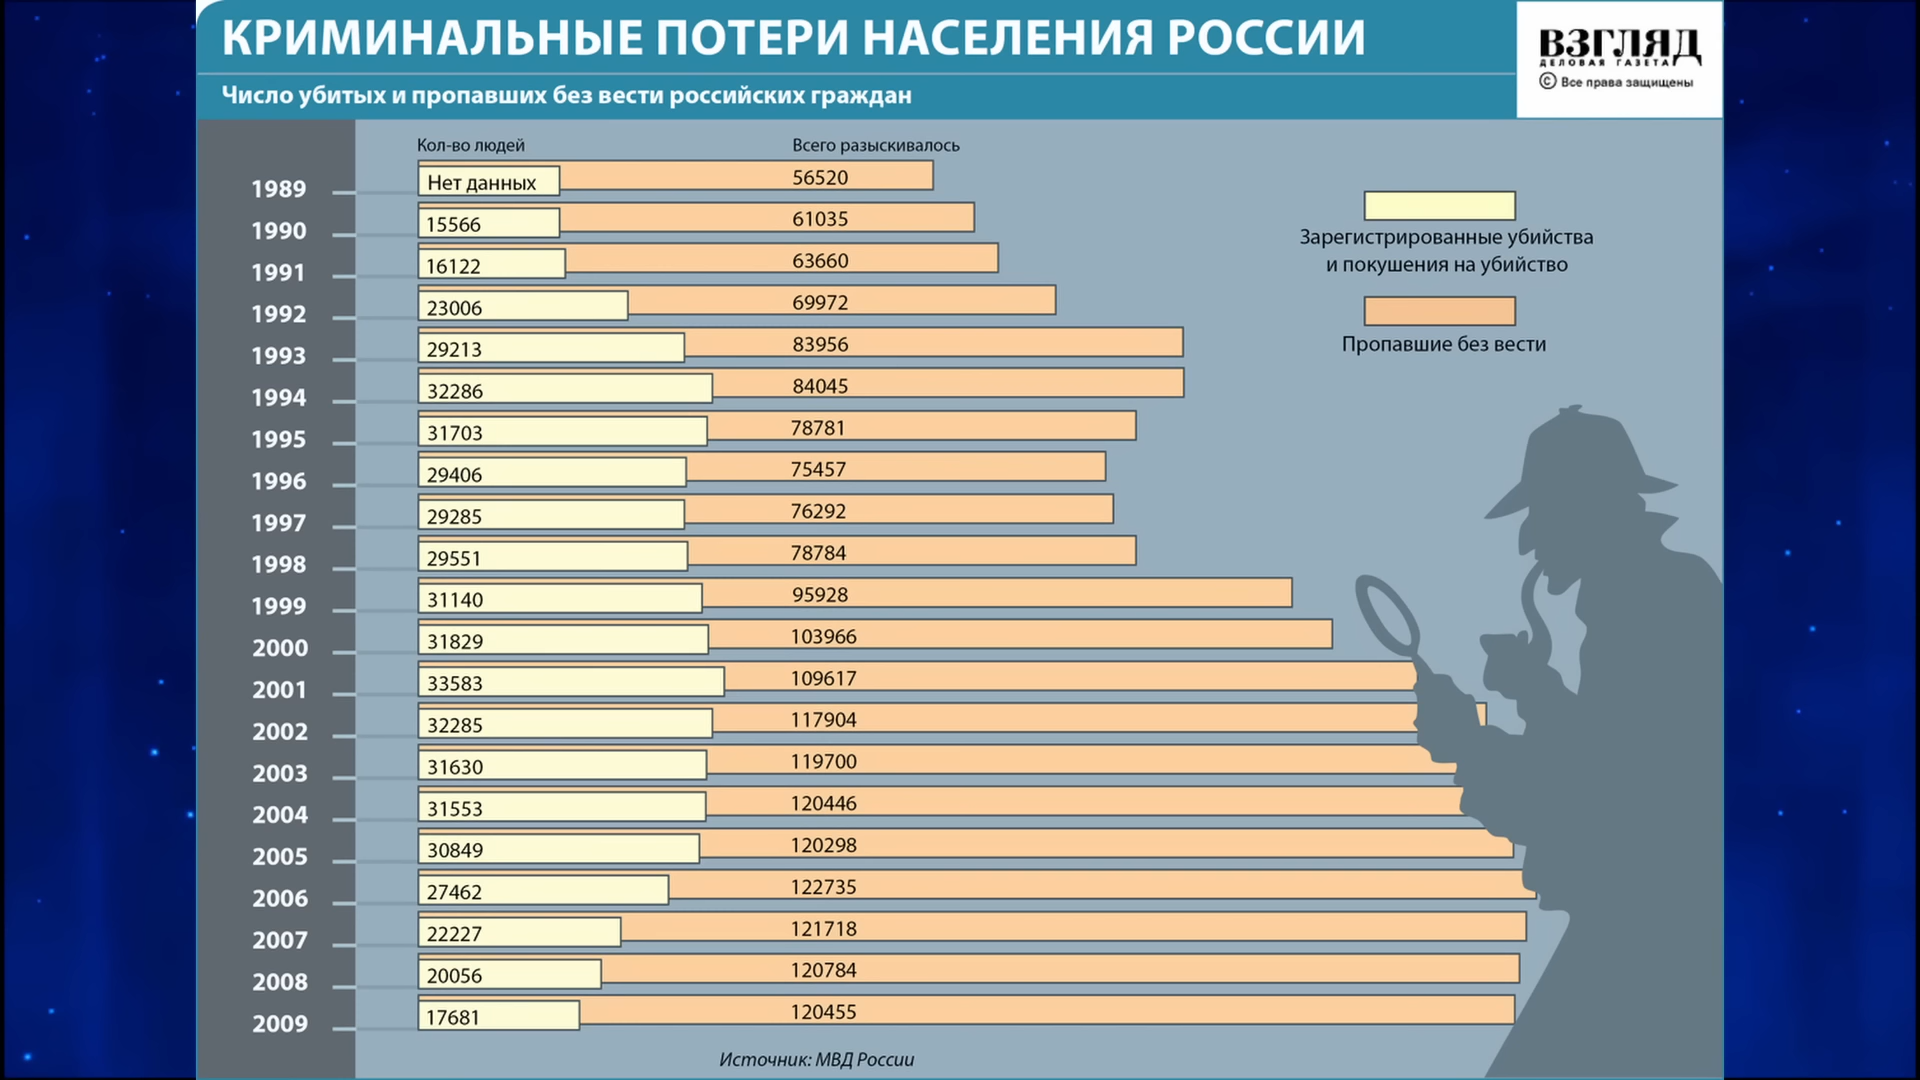 КРИМИНАЛЬНЫЕ ПОТЕРИ НАСЕЛЕНИЯ РОССИИ
Число убитых и пропавших без вести российских граждан
ВЗГЛЯД
ДЕЛОВАЯ ГАЗЕТА
© Все права защищены
Кол-во людей Всего разыскивалось
1989 Нет данных 56520
1990 15566 61035
1991 16122 63660
1992 23006 69972
1993 29213 83956
1994 32286 84045
1995 31703 78781
1996 29406 75457
1997 29285 76292
1998 29551 78784
1999 31140 95928
2000 31829 103966
2001 33583 109617
2002 32285 117904
2003 31630 119700
2004 31553 120446
2005 30849 120298
2006 27462 122735
2007 22227 121718
2008 20056 120784
2009 17681 120455
Зарегистрированные убийства
и покушения на убийство
Пропавшие без вести
Источник: МВД России